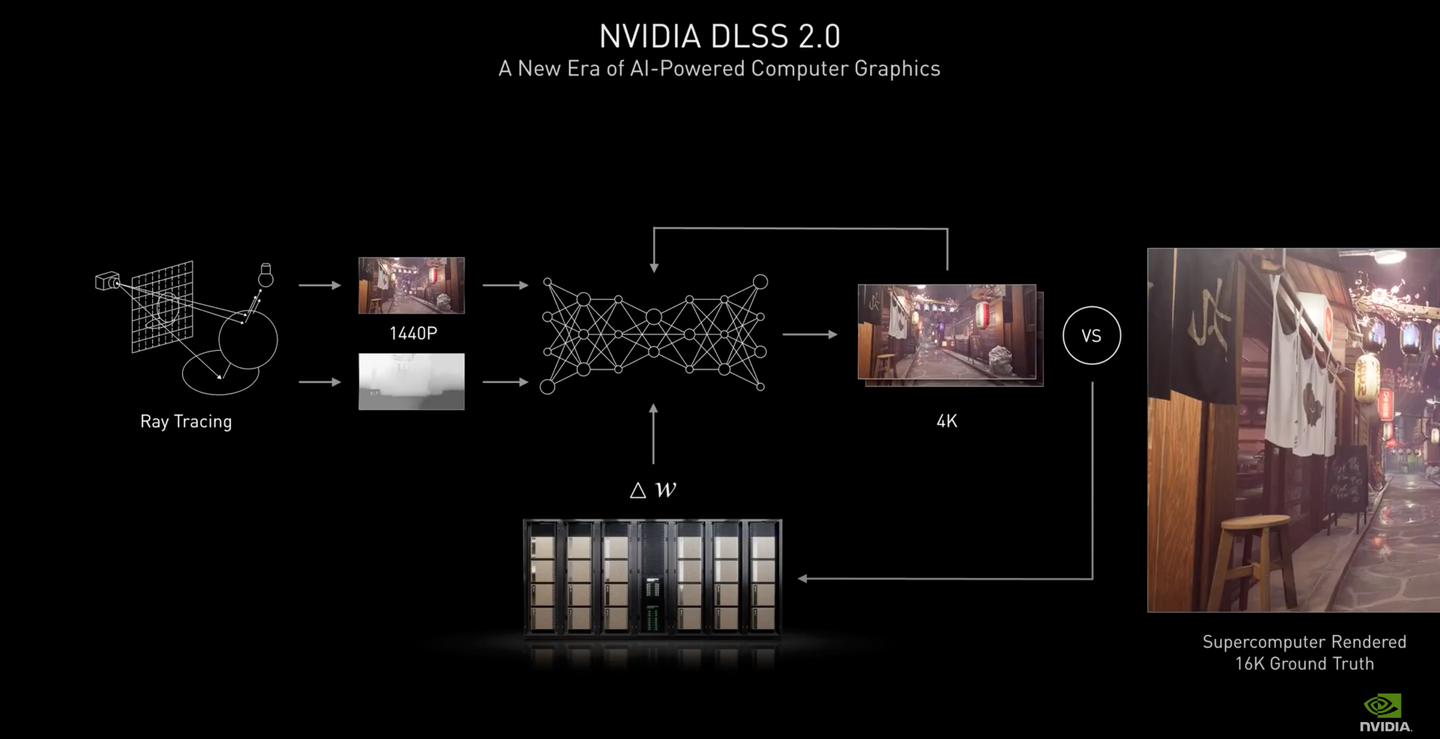 NVIDIA DLSS 2.0
A New Era of AI-Powered Computer Graphics
1440P
Ray Tracing
4K
VS
△ w
Supercomputer Rendered
16K Ground Truth
NVIDIA.